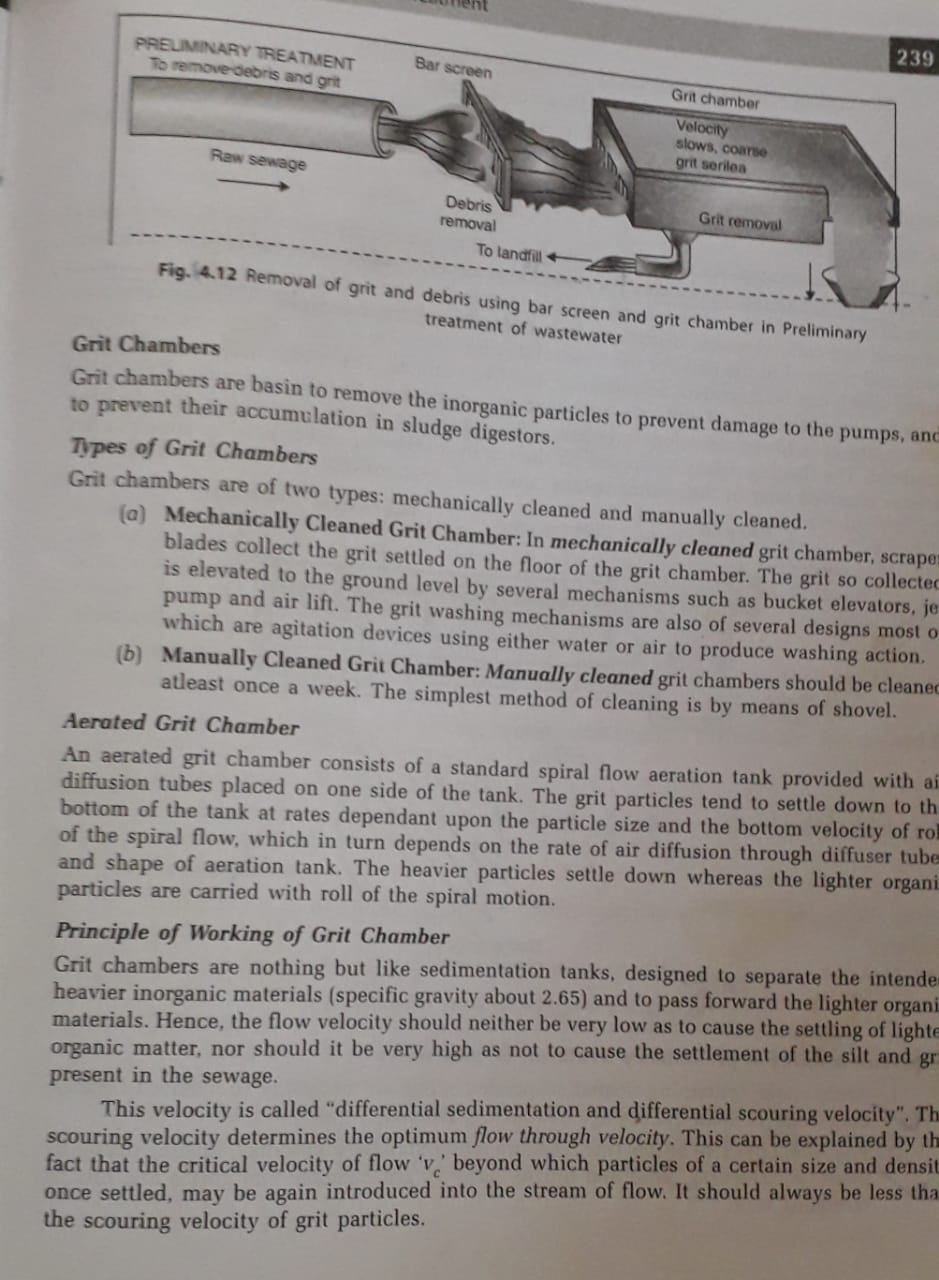 239
PRELIMINARY TREATMENT
To remove debris and grit
Bar screen
Grit chamber
Velocity
slows, coarse
grit
Raw sewage
Debris
removal
Grit removal
To landfill
Fig. 4.12 Removal of grit and debris using bar screen and grit chamber in Preliminary
treatment of wastewater
Grit Chambers
Grit chambers are basin to remove the inorganic particles to prevent damage to the pumps, and
to prevent their accumulation in sludge digestors.
Types of Grit Chambers
Grit chambers are of two types: mechanically cleaned and manually cleaned.
(a) Mechanically Cleaned Grit Chamber: In mechanically cleaned grit chamber, scrape
blades collect the grit settled on the floor of the grit chamber. The grit so collected
is elevated to the ground level by several mechanisms such as bucket elevators, je
pump and air lift. The grit washing mechanisms are also of several designs most o
which are agitation devices using either water or air to produce washing action.
(b) Manually Cleaned Grit Chamber: Manually cleaned grit chambers should be cleaned
atleast once a week. The simplest method of cleaning is by means of shovel.
Aerated Grit Chamber
An aerated grit chamber consists of a standard spiral flow aeration tank provided with ai
diffusion tubes placed on one side of the tank. The grit particles tend to settle down to th
bottom of the tank at rates dependant upon the particle size and the bottom velocity of rol
of the spiral flow, which in turn depends on the rate of air diffusion through diffuser tube
and shape of aeration tank. The heavier particles settle down whereas the lighter organi
particles are carried with roll of the spiral motion.
Principle of Working of Grit Chamber
Grit chambers are nothing but like sedimentation tanks, designed to separate the intende
heavier inorganic materials (specific gravity about 2.65) and to pass forward the lighter organi
materials. Hence, the flow velocity should neither be very low as to cause the settling of lighte
organic matter, nor should it be very high as not to cause the settlement of the silt and gr
present in the sewage.
This velocity is called “differential sedimentation and differential scouring velocity”. Th
scouring velocity determines the optimum flow through velocity. This can be explained by th
fact that the critical velocity of flow ‘v꜀’ beyond which particles of a certain size and densit
once settled, may be again introduced into the stream of flow. It should always be less tha
the scouring velocity of grit particles.